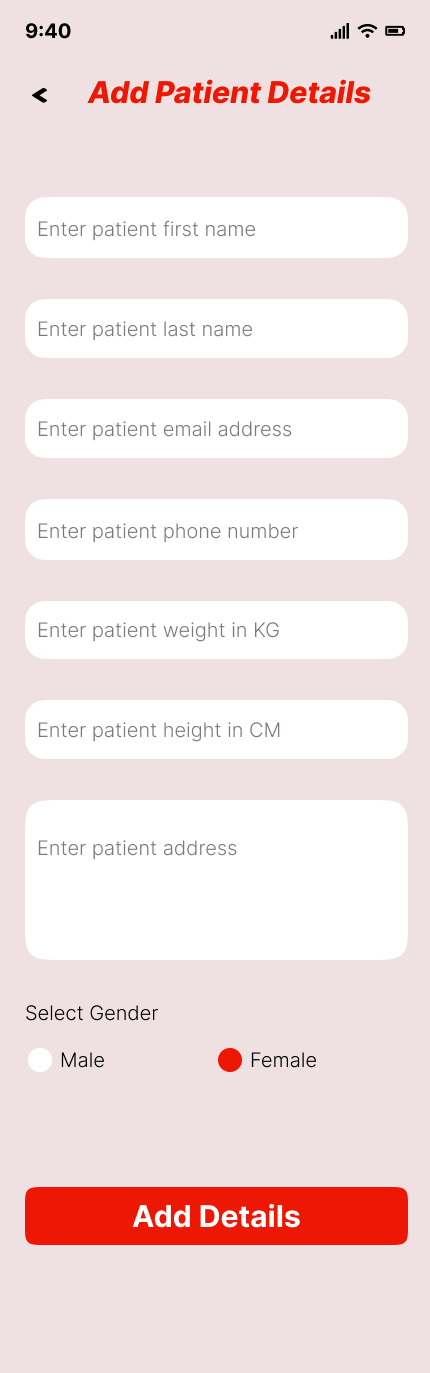 9:40
Add Patient Details
Enter patient first name
Enter patient last name
Enter patient email address
Enter patient phone number
Enter patient weight in KG
Enter patient height in CM
Enter patient address
Select Gender
Male Female
Add Details